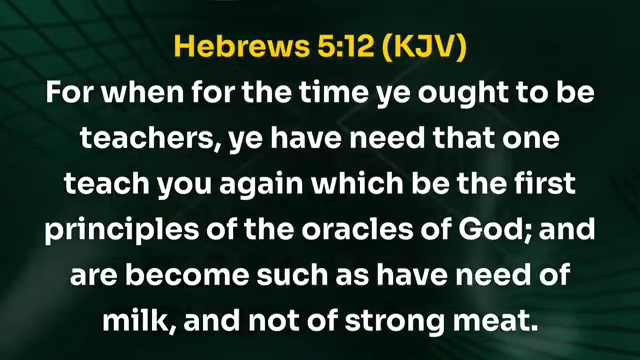 Hebrews 5:12 (KJV)
For when for the time ye ought to be
teachers, ye have need that one
teach you again which be the first
principles of the oracles of God; and
are become such as have need of
milk, and not of strong meat.